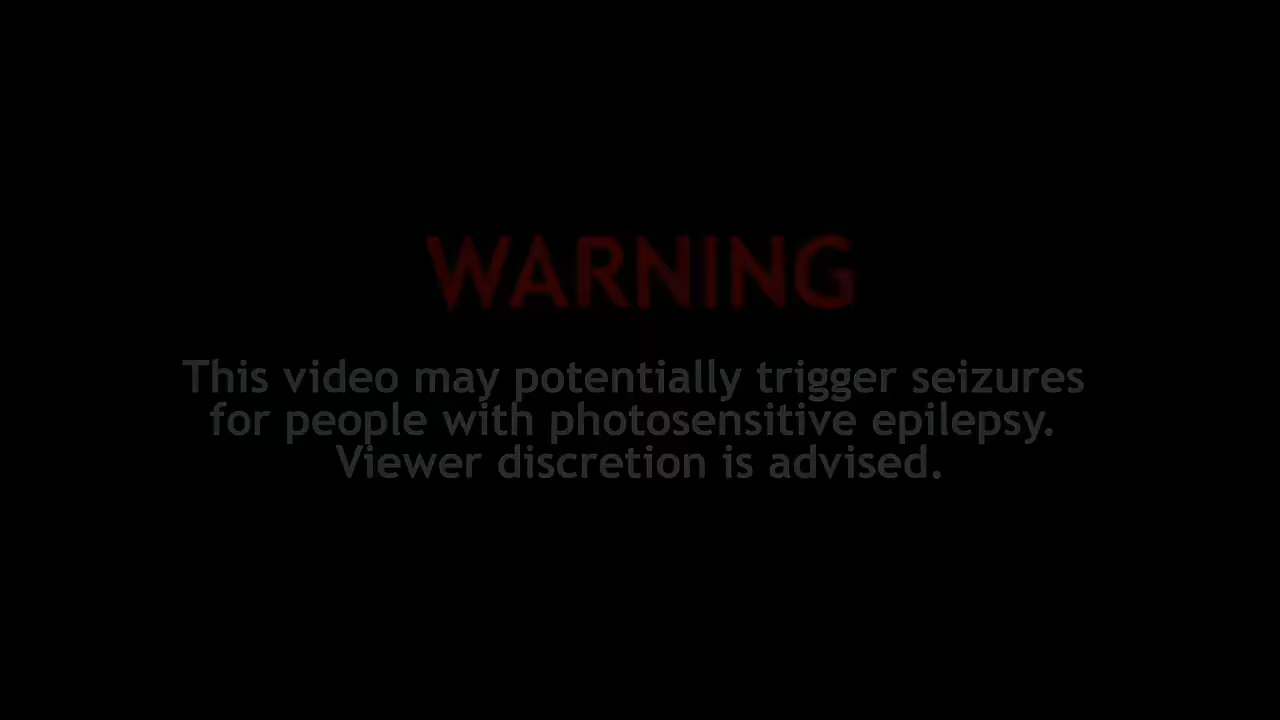 WARNING
This video may potentially trigger seizures
for people with photosensitive epilepsy.
Viewer discretion is advised.